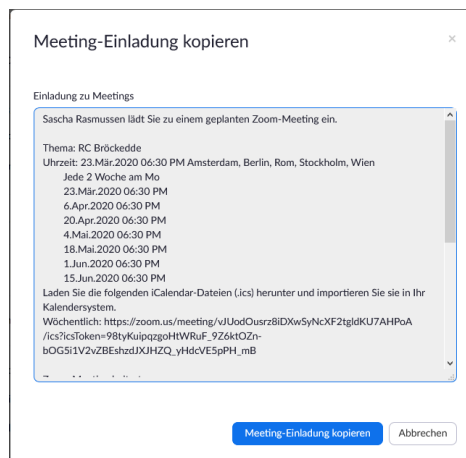 Meeting-Einladung kopieren
×
Einladung zu Meetings
Sascha Rasmussen lädt Sie zu einem geplanten Zoom-Meeting ein.
Thema: RC Bröckedde
Uhrzeit: 23.Mär.2020 06:30 PM Amsterdam, Berlin, Rom, Stockholm, Wien
Jede 2 Woche am Mo
23.Mär.2020 06:30 PM
6.Apr.2020 06:30 PM
20.Apr.2020 06:30 PM
4.Mai.2020 06:30 PM
18.Mai.2020 06:30 PM
1.Jun.2020 06:30 PM
15.Jun.2020 06:30 PM
Laden Sie die folgenden iCalendar-Dateien (.ics) herunter und importieren Sie sie in Ihr
Kalendersystem.
Wöchentlich: https://zoom.us/meeting/vJUodOusrz8iDXwSyNcXF2tgldKU7AHPoA
/ics?icsToken=98tyKuipqzgoHtWRuF_9Z6ktOZn-
bOG5i1V2vZBEshzdJXJHZQ_yHdcVE5pPH_mB
Meeting-Einladung kopieren
Abbrechen